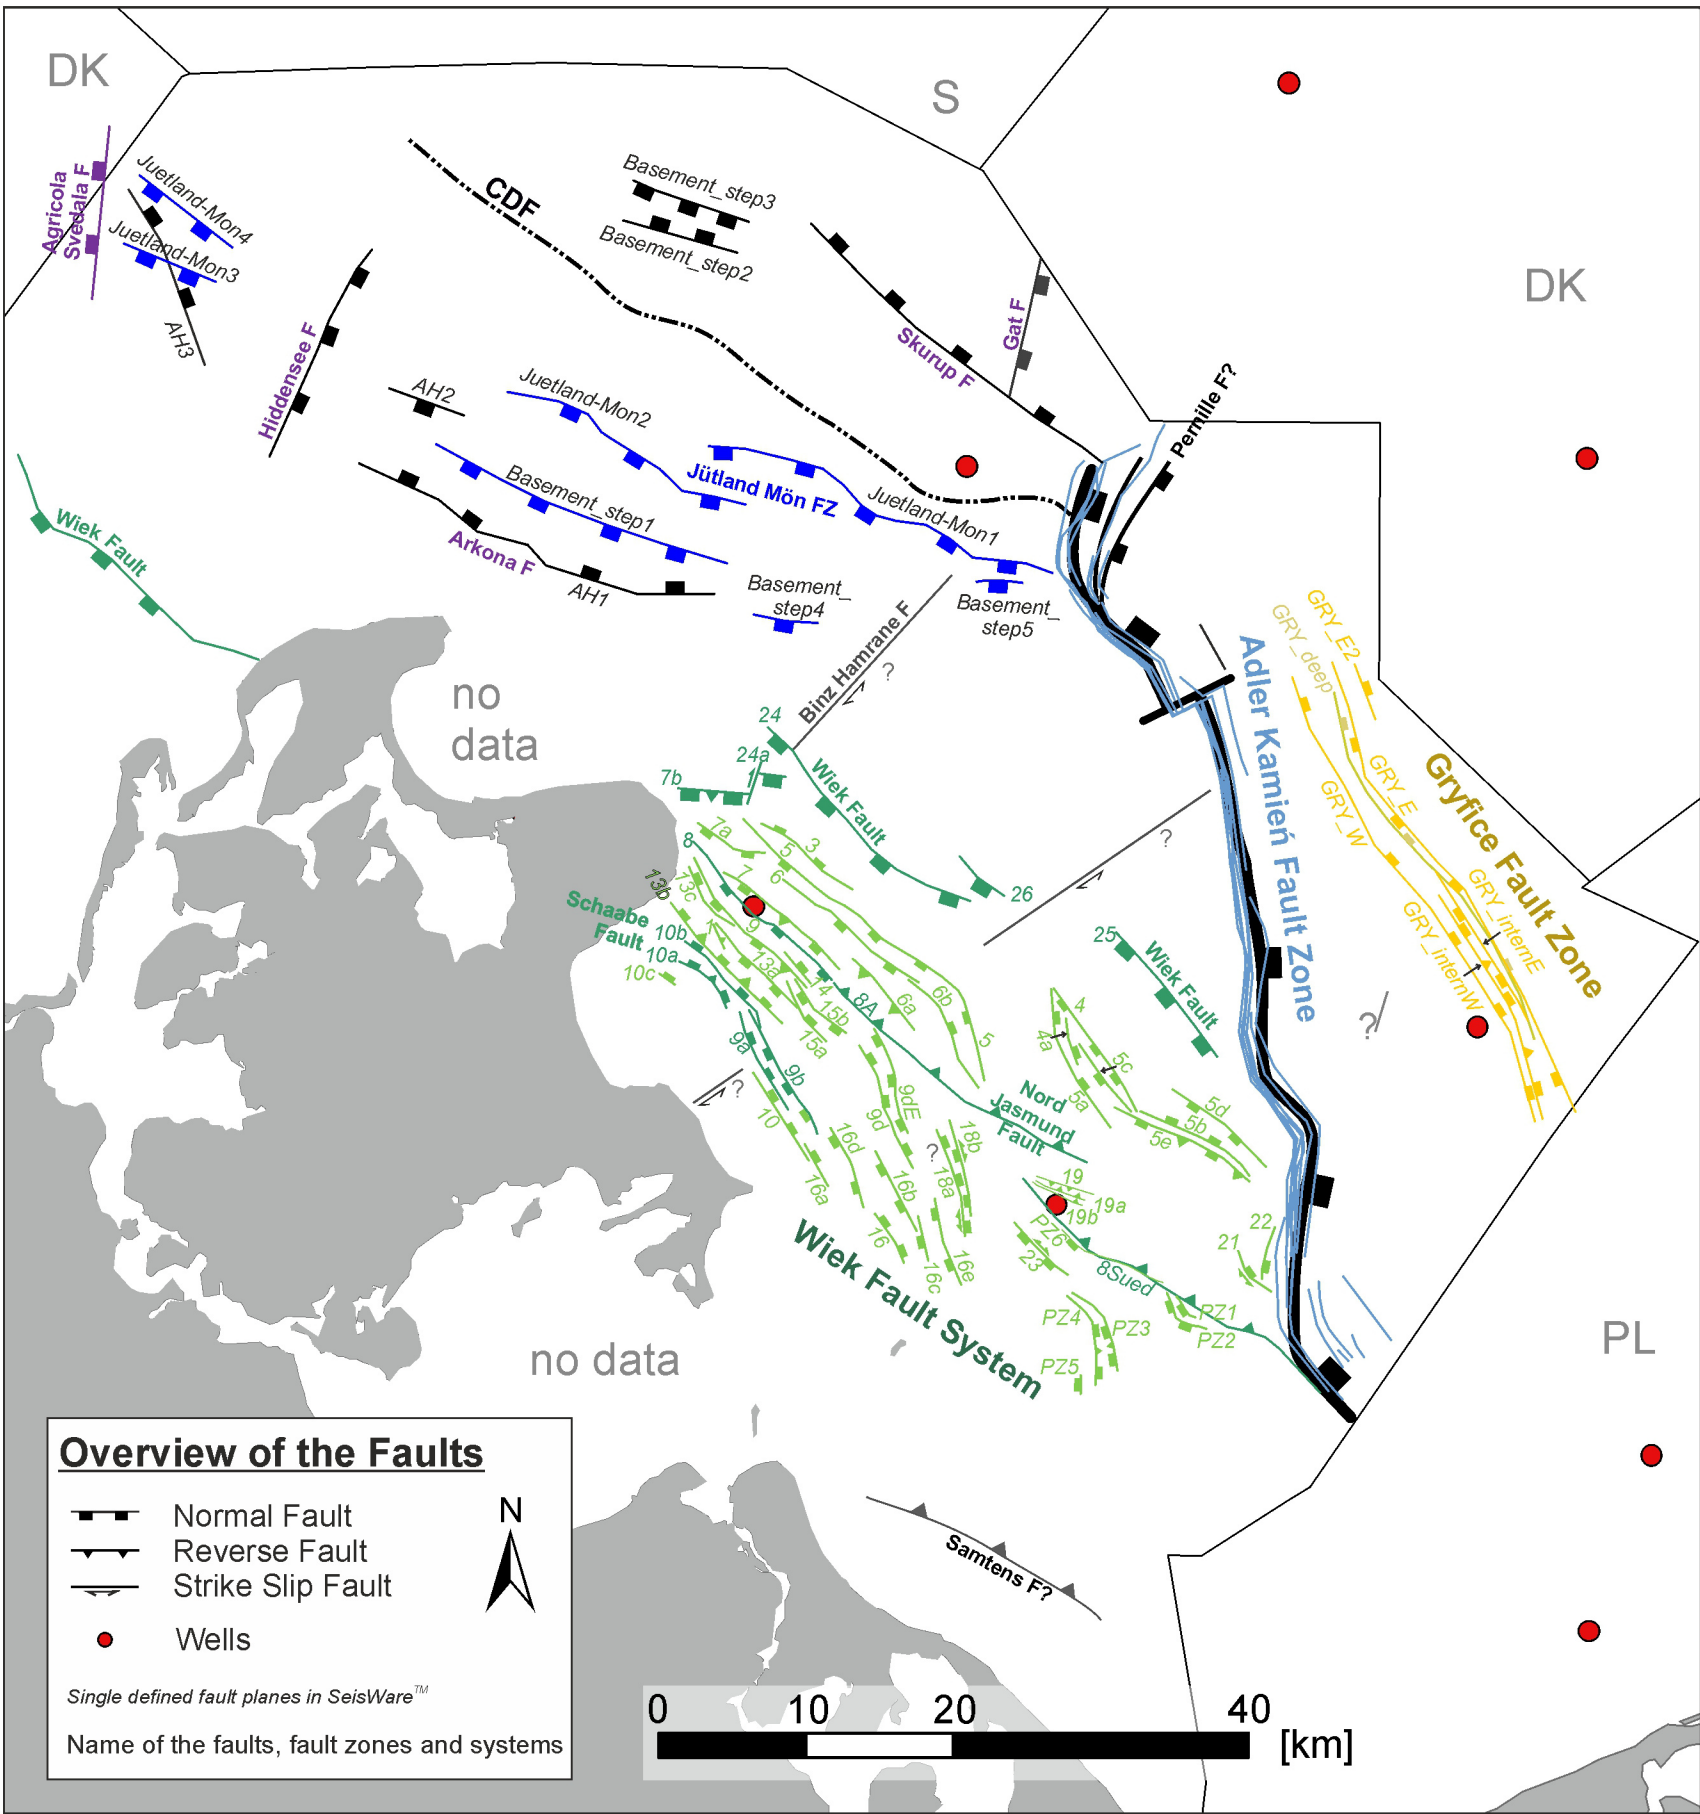 DK
S
DK
PL
Agricola
Svedala F
Juetland-Mon4
Juetland-Mon3
AH3
Hiddensee F
CDF
Basement_step3
Basement_step2
Skurup F
Gat F
Pernille F?
AH2
Juetland-Mon2
Jütland Mön FZ
Juetland-Mon1
Basement_step1
Arkona F
AH1
Basement_
step4
Basement_
step5
Wiek Fault
Binz Hamrane F
?
no
data
24
24a
7b
Wiek Fault
26
?
Adler Kamień Fault Zone
GRY_E2
GRY_deep
GRY_E
GRY_W
GRY_internE
GRY_internW
Gryfice Fault Zone
?
8
7a
5
3
7
6
13b
13c
Schaabe
Fault
10b
10a
10c
1
9
13a
14
15b
15a
8A
6a
6b
5
25
Wiek Fault
4
4a
5c
5a
5d
5b
5e
9a
9b
?
10
9dE
9d
Nord
Jasmund
Fault
16d
16a
16b
?
18b
18a
16
16c
16e
19
19a
19b
PZ6
23
8Sued
22
21
PZ1
PZ2
PZ4
PZ3
PZ5
Wiek Fault System
no data
Samtens F?
Overview of the Faults
Normal Fault
Reverse Fault
Strike Slip Fault
Wells
N
Single defined fault planes in SeisWare™
Name of the faults, fault zones and systems
0 10 20 40
[km]